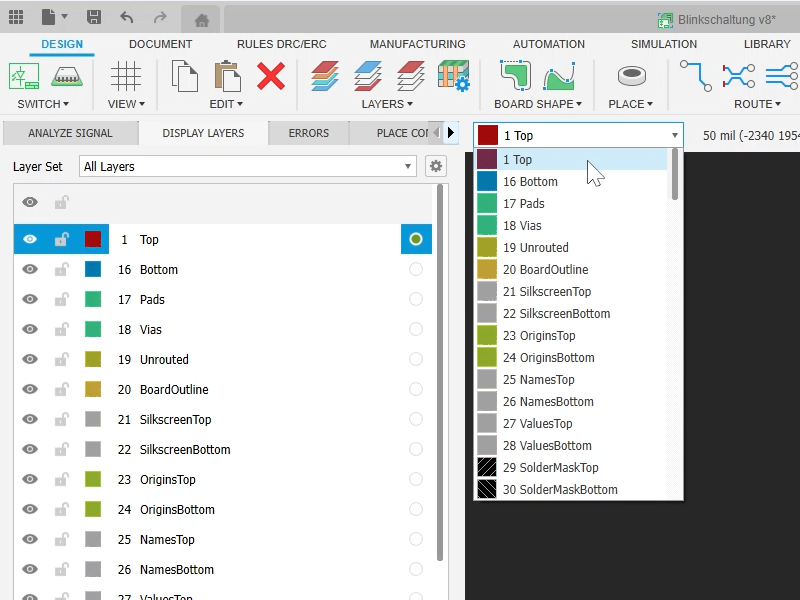 Blinkschaltung v8*
DESIGN DOCUMENT RULES DRC/ERC MANUFACTURING AUTOMATION SIMULATION LIBRARY
SWITCH VIEW EDIT LAYERS BOARD SHAPE PLACE ROUTE
ANALYZE SIGNAL DISPLAY LAYERS ERRORS PLACE CO
1 Top
50 mil (-2340 1954
Layer Set All Layers
1 Top
16 Bottom
17 Pads
18 Vias
19 Unrouted
20 BoardOutline
21 SilkscreenTop
22 SilkscreenBottom
23 OriginsTop
24 OriginsBottom
25 NamesTop
26 NamesBottom
27 ValuesTop
1 Top
16 Bottom
17 Pads
18 Vias
19 Unrouted
20 BoardOutline
21 SilkscreenTop
22 SilkscreenBottom
23 OriginsTop
24 OriginsBottom
25 NamesTop
26 NamesBottom
27 ValuesTop
28 ValuesBottom
29 SolderMaskTop
30 SolderMaskBottom